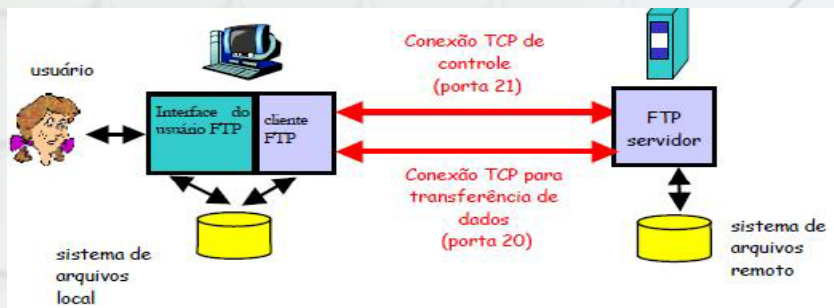 usuário
Interface do
usuário FTP
cliente
FTP
Conexão TCP de
controle
(porta 21)
Conexão TCP para
transferência de
dados
(porta 20)
FTP
servidor
sistema de
arquivos
local
sistema de
arquivos
remoto